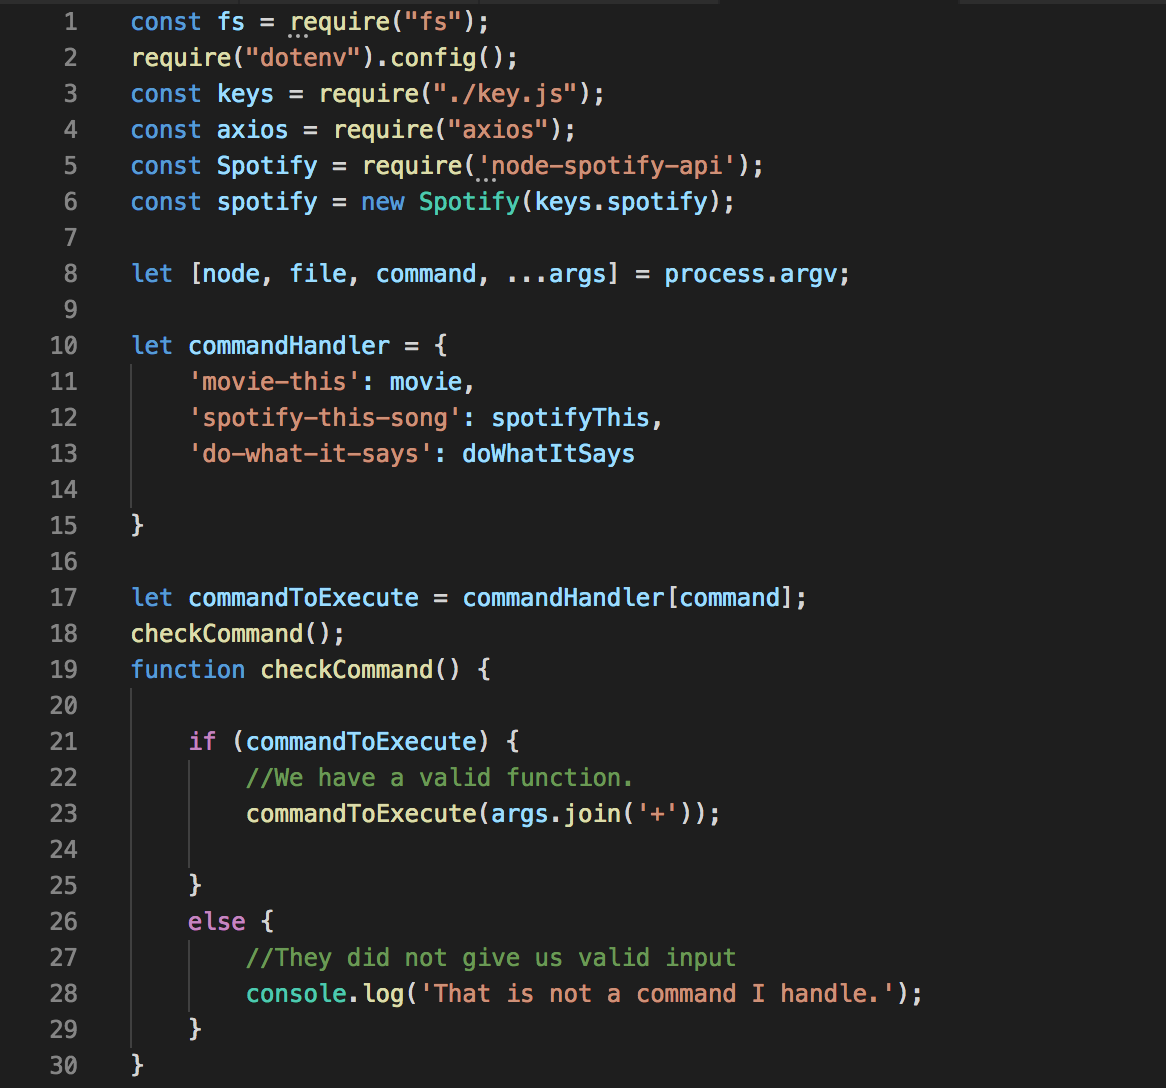 1 const fs = require("fs");
2 require("dotenv").config();
3 const keys = require("./key.js");
4 const axios = require("axios");
5 const Spotify = require('node-spotify-api');
6 const spotify = new Spotify(keys.spotify);
7
8 let [node, file, command, ...args] = process.argv;
9
10 let commandHandler = {
11     'movie-this': movie,
12     'spotify-this-song': spotifyThis,
13     'do-what-it-says': doWhatItSays
14
15 }
16
17 let commandToExecute = commandHandler[command];
18 checkCommand();
19 function checkCommand() {
20
21     if (commandToExecute) {
22         //We have a valid function.
23         commandToExecute(args.join('+'));
24
25     }
26     else {
27         //They did not give us valid input
28         console.log('That is not a command I handle.');
29     }
30 }